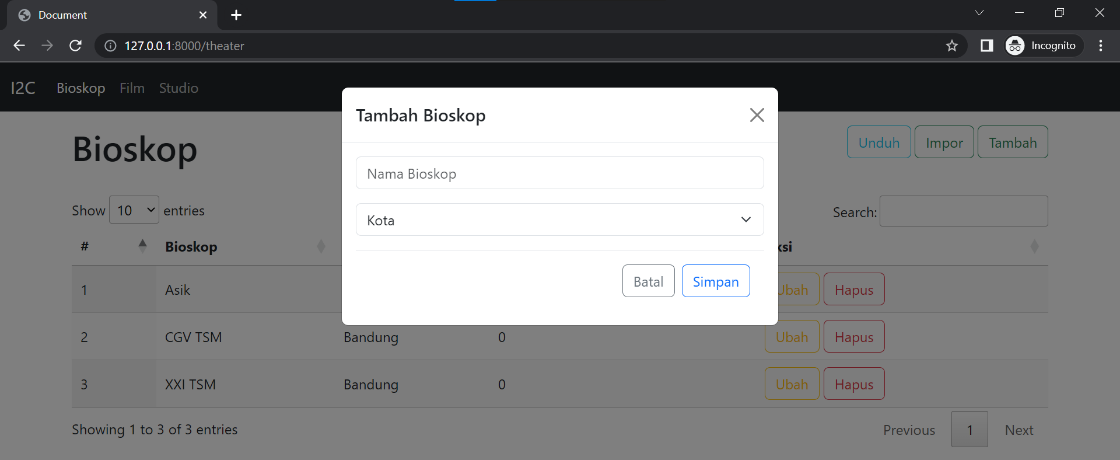 Document
127.0.0.1:8000/theater
Incognito
I2C Bioskop Film Studio
Tambah Bioskop
Nama Bioskop
Kota
Batal Simpan
Bioskop
Unduh Impor Tambah
Show 10 entries
Search:
# Bioskop ksi
1 Asik Ubah Hapus
2 CGV TSM Bandung 0 Ubah Hapus
3 XXI TSM Bandung 0 Ubah Hapus
Showing 1 to 3 of 3 entries
Previous 1 Next